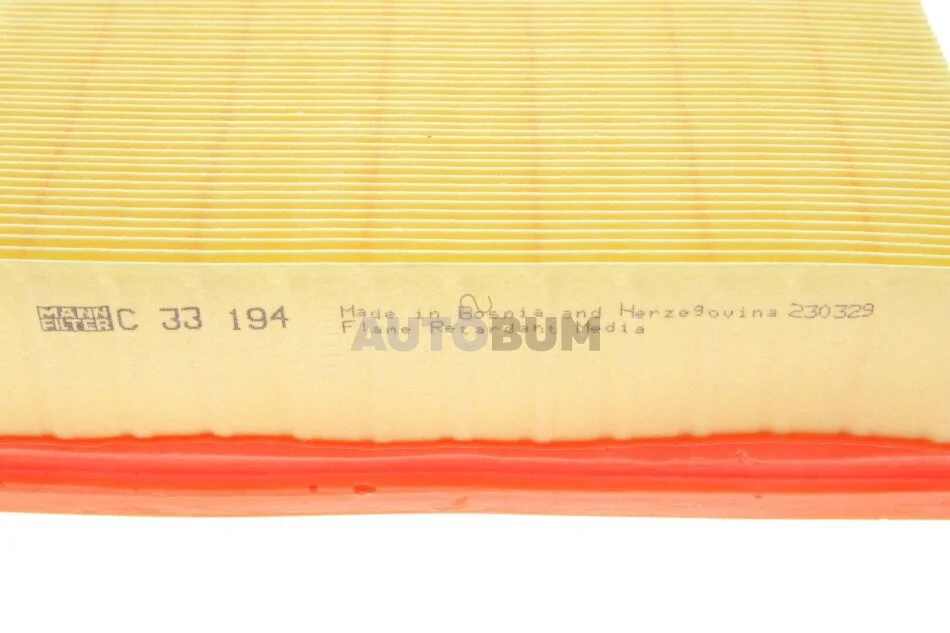 MANN
FILTER
C 33 194
Made in Bosnia and Herzegovina 230329
Flame Retardant Media
AUTOBUM